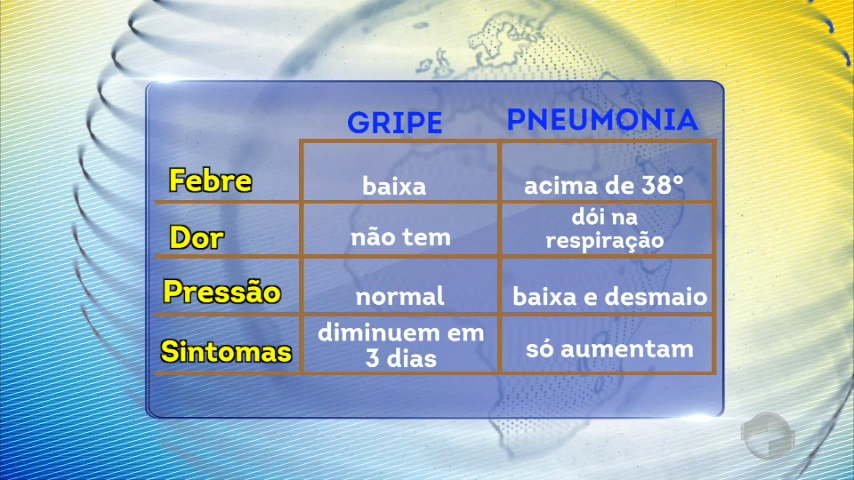 GRIPE PNEUMONIA
Febre baixa acima de 38°
Dor não tem dói na
respiração
Pressão normal baixa e desmaio
Sintomas diminuem em
3 dias só aumentam